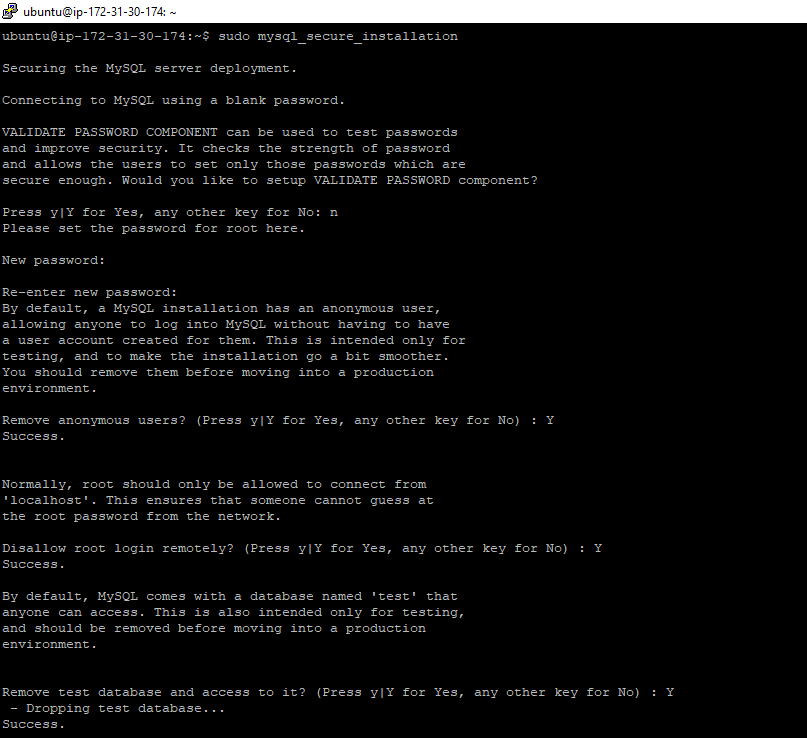 ubuntu@ip-172-31-30-174: ~
ubuntu@ip-172-31-30-174:~$ sudo mysql_secure_installation
Securing the MySQL server deployment.
Connecting to MySQL using a blank password.
VALIDATE PASSWORD COMPONENT can be used to test passwords
and improve security. It checks the strength of password
and allows the users to set only those passwords which are
secure enough. Would you like to setup VALIDATE PASSWORD component?
Press y|Y for Yes, any other key for No: n
Please set the password for root here.
New password:
Re-enter new password:
By default, a MySQL installation has an anonymous user,
allowing anyone to log into MySQL without having to have
a user account created for them. This is intended only for
testing, and to make the installation go a bit smoother.
You should remove them before moving into a production
environment.
Remove anonymous users? (Press y|Y for Yes, any other key for No) : Y
Success.
Normally, root should only be allowed to connect from
'localhost'. This ensures that someone cannot guess at
the root password from the network.
Disallow root login remotely? (Press y|Y for Yes, any other key for No) : Y
Success.
By default, MySQL comes with a database named 'test' that
anyone can access. This is also intended only for testing,
and should be removed before moving into a production
environment.
Remove test database and access to it? (Press y|Y for Yes, any other key for No) : Y
 - Dropping test database...
Success.